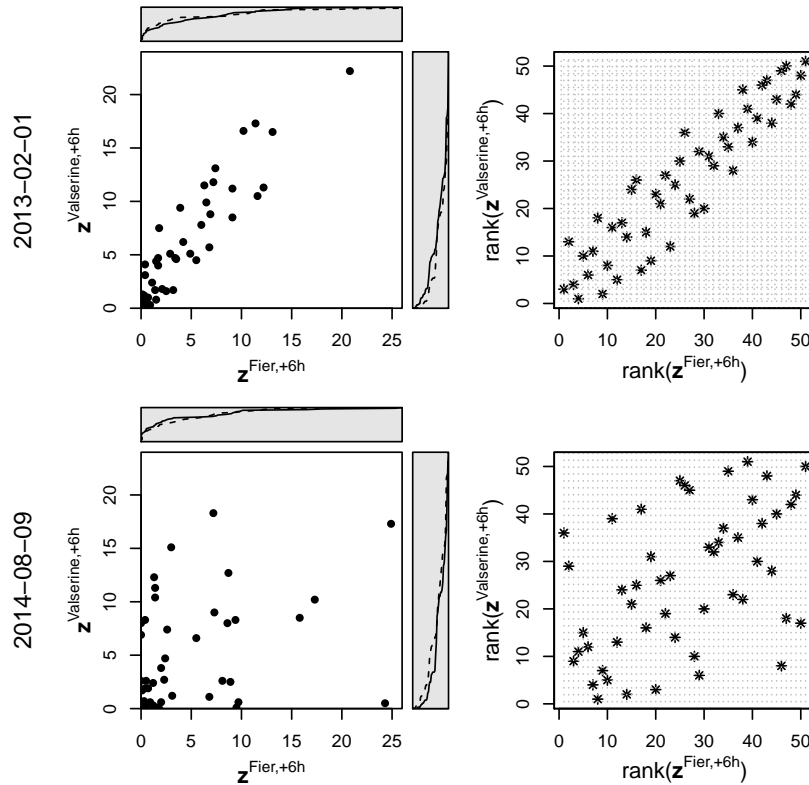 2013−02−01
z^Valserine,+6h
0 5 10 15 20
0 5 10 15 20 25
z^Fier,+6h
rank(z^Valserine,+6h)
0 10 20 30 40 50
0 10 20 30 40 50
rank(z^Fier,+6h)
2014−08−09
z^Valserine,+6h
0 5 10 15 20
0 5 10 15 20 25
z^Fier,+6h
rank(z^Valserine,+6h)
0 10 20 30 40 50
0 10 20 30 40 50
rank(z^Fier,+6h)